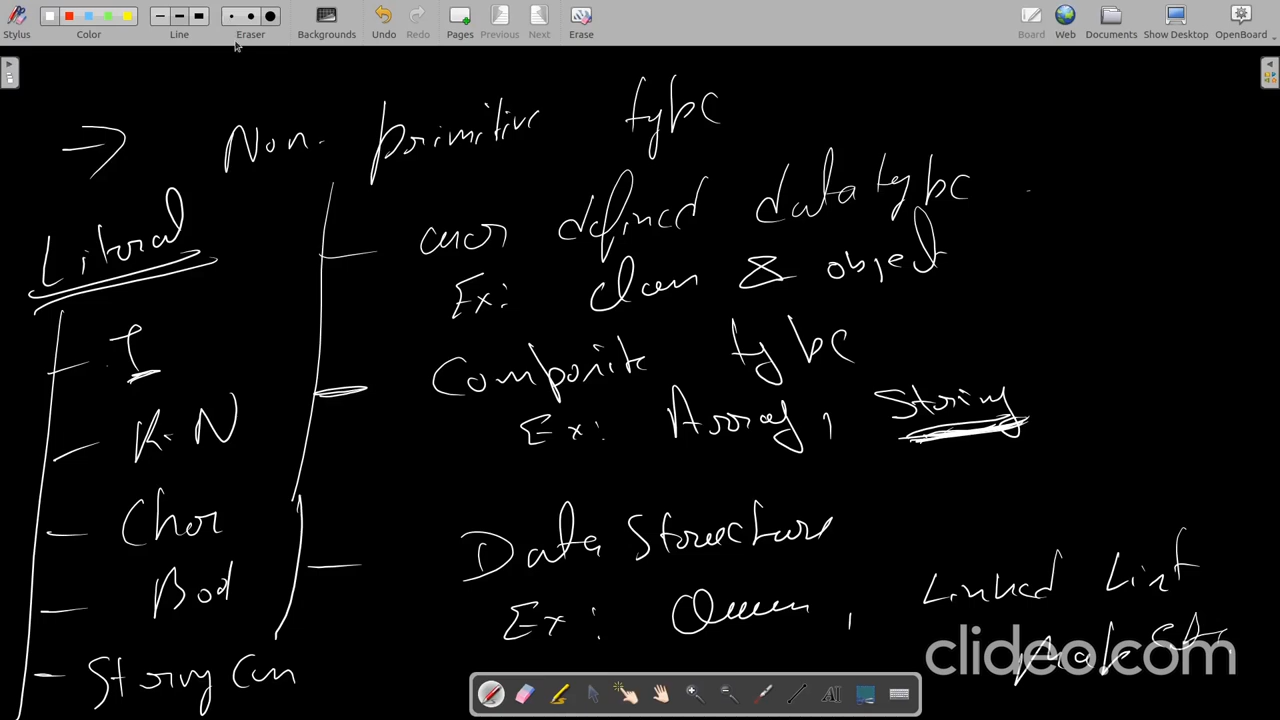 Stylus Color Line Eraser Backgrounds Undo Redo Pages Previous Next Erase Board Web Documents Show Desktop OpenBoard
→ Non-primitive type
- user defined datatype
Ex: class & object
- Composite type
Ex: Array, String
- Data Structure
Ex: Queue, Linked List
Map etc.
Literal
- I
- R-N
- Char
- Bool
- String Con
clideo.com